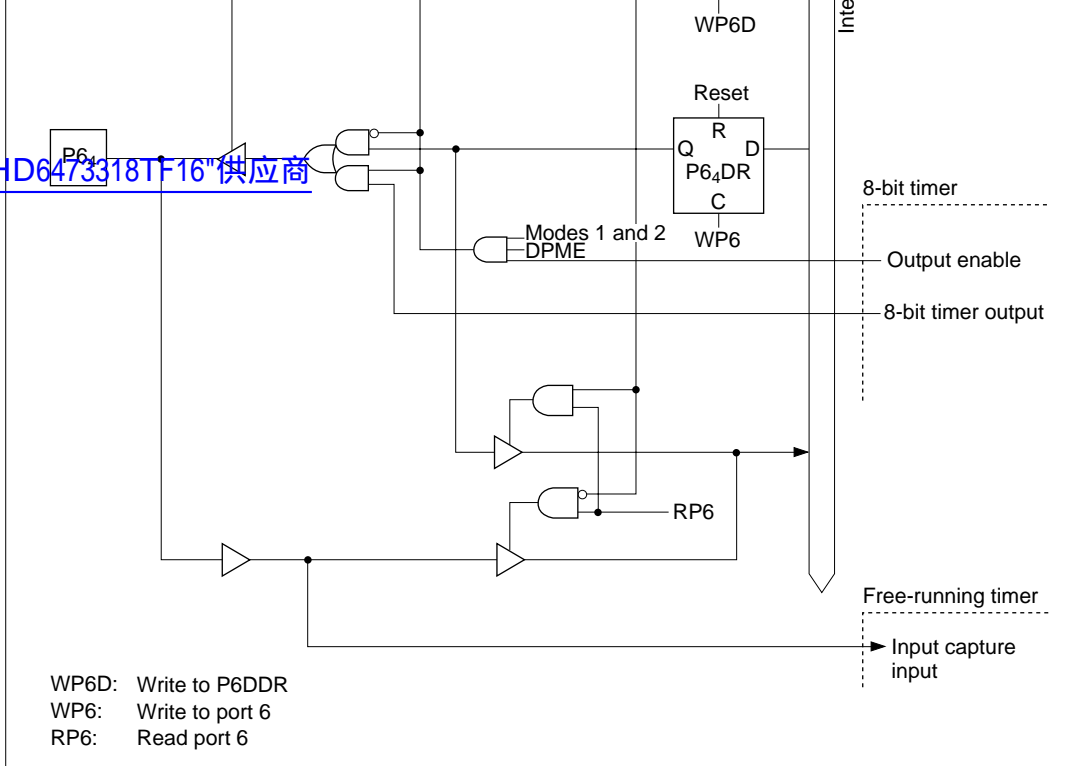 WP6D
Inte
Reset
R
P6₄
Q D
P6₄DR
HD6473318TF16"供应商
C
8-bit timer
WP6
Modes 1 and 2
DPME
Output enable
8-bit timer output
RP6
Free-running timer
Input capture
input
WP6D: Write to P6DDR
WP6: Write to port 6
RP6: Read port 6